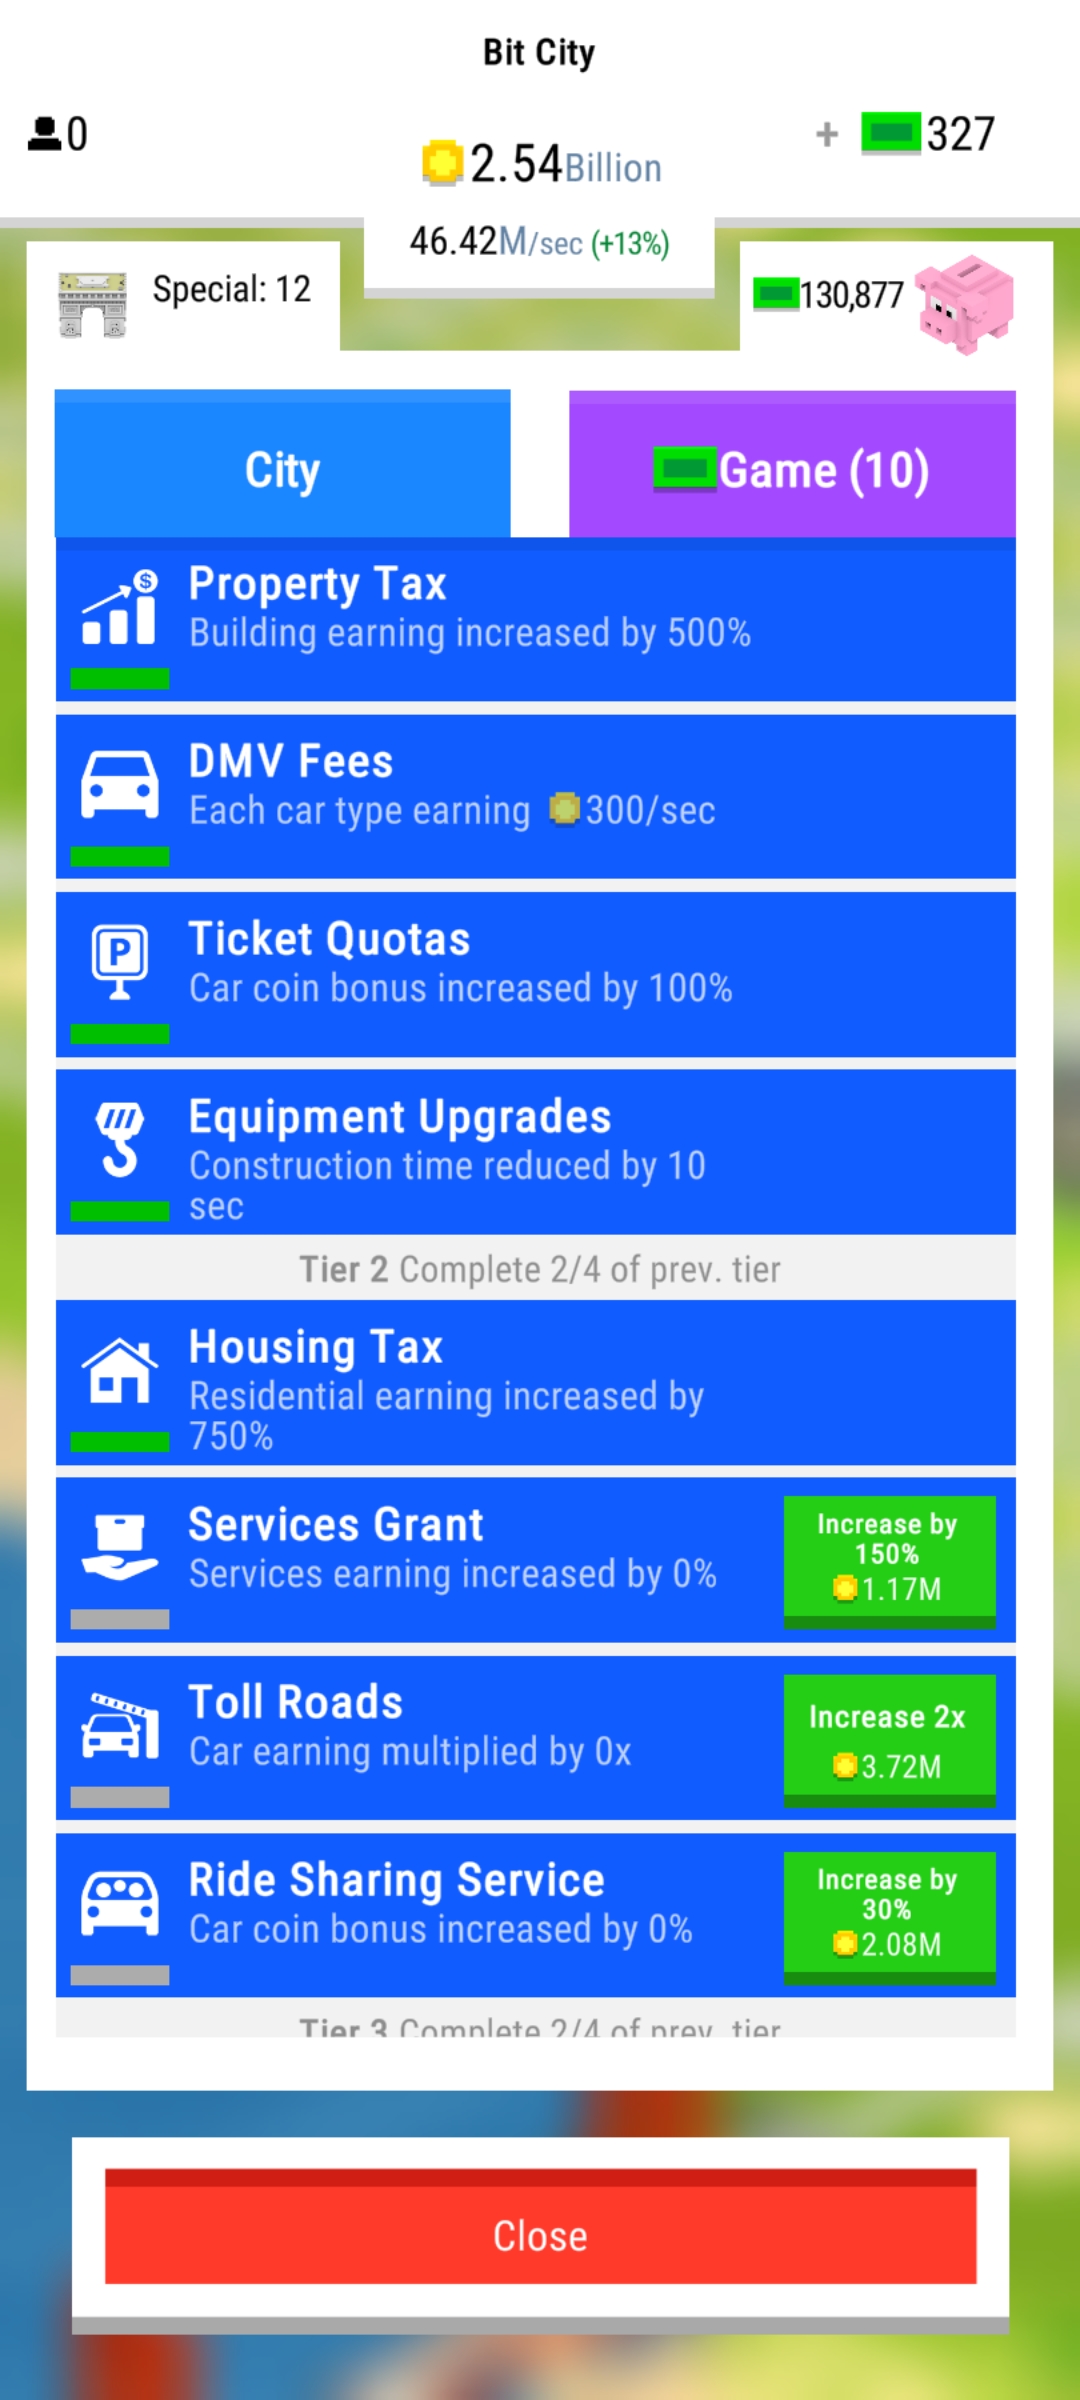 Bit City
0
2.54Billion
+ 327
46.42M/sec (+13%)
Special: 12
130,877
City
Game (10)
Property Tax
Building earning increased by 500%
DMV Fees
Each car type earning 300/sec
P
Ticket Quotas
Car coin bonus increased by 100%
Equipment Upgrades
Construction time reduced by 10
sec
Tier 2 Complete 2/4 of prev. tier
Housing Tax
Residential earning increased by
750%
Services Grant
Services earning increased by 0%
Increase by
150%
1.17M
Toll Roads
Car earning multiplied by 0x
Increase 2x
3.72M
Ride Sharing Service
Car coin bonus increased by 0%
Increase by
30%
2.08M
Tier 3 Complete 2/4 of prev. tier
Close